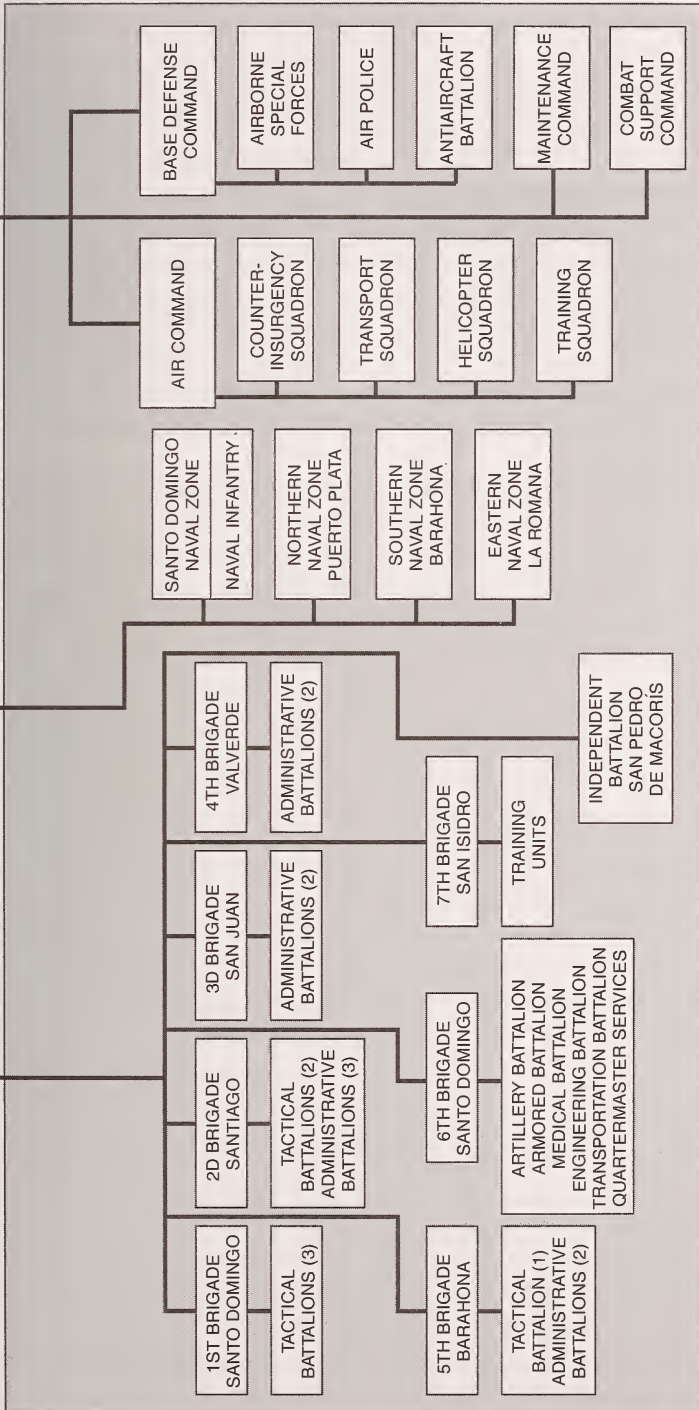 1ST BRIGADE
SANTO DOMINGO
TACTICAL
BATTALIONS (3)
2D BRIGADE
SANTIAGO
TACTICAL
BATTALIONS (2)
ADMINISTRATIVE
BATTALIONS (3)
3D BRIGADE
SAN JUAN
ADMINISTRATIVE
BATTALIONS (2)
4TH BRIGADE
VALVERDE
ADMINISTRATIVE
BATTALIONS (2)
5TH BRIGADE
BARAHONA
TACTICAL
BATTALION (1)
ADMINISTRATIVE
BATTALIONS (2)
6TH BRIGADE
SANTO DOMINGO
ARTILLERY BATTALION
ARMORED BATTALION
MEDICAL BATTALION
ENGINEERING BATTALION
TRANSPORTATION BATTALION
QUARTERMASTER SERVICES
7TH BRIGADE
SAN ISIDRO
TRAINING
UNITS
INDEPENDENT
BATTALION
SAN PEDRO
DE MACORÍS
SANTO DOMINGO
NAVAL ZONE
NAVAL INFANTRY
NORTHERN
NAVAL ZONE
PUERTO PLATA
SOUTHERN
NAVAL ZONE
BARAHONA
EASTERN
NAVAL ZONE
LA ROMANA
AIR COMMAND
COUNTER-
INSURGENCY
SQUADRON
TRANSPORT
SQUADRON
HELICOPTER
SQUADRON
TRAINING
SQUADRON
BASE DEFENSE
COMMAND
AIRBORNE
SPECIAL
FORCES
AIR POLICE
ANTIAIRCRAFT
BATTALION
MAINTENANCE
COMMAND
COMBAT
SUPPORT
COMMAND